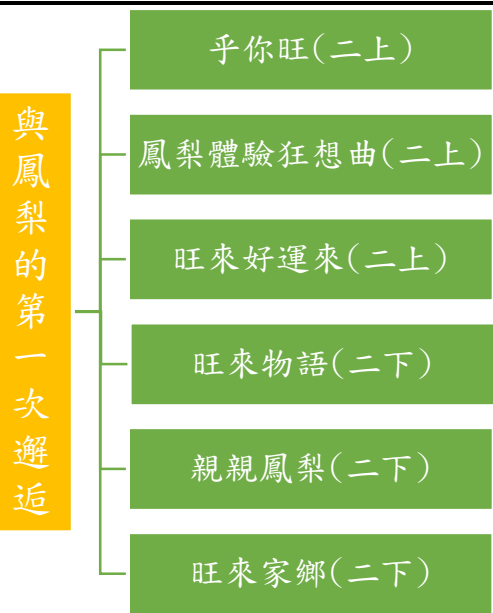 與鳳梨的第一次邂逅
乎你旺(二上)
鳳梨體驗狂想曲(二上)
旺來好運來(二上)
旺來物語(二下)
親親鳳梨(二下)
旺來家鄉(二下)